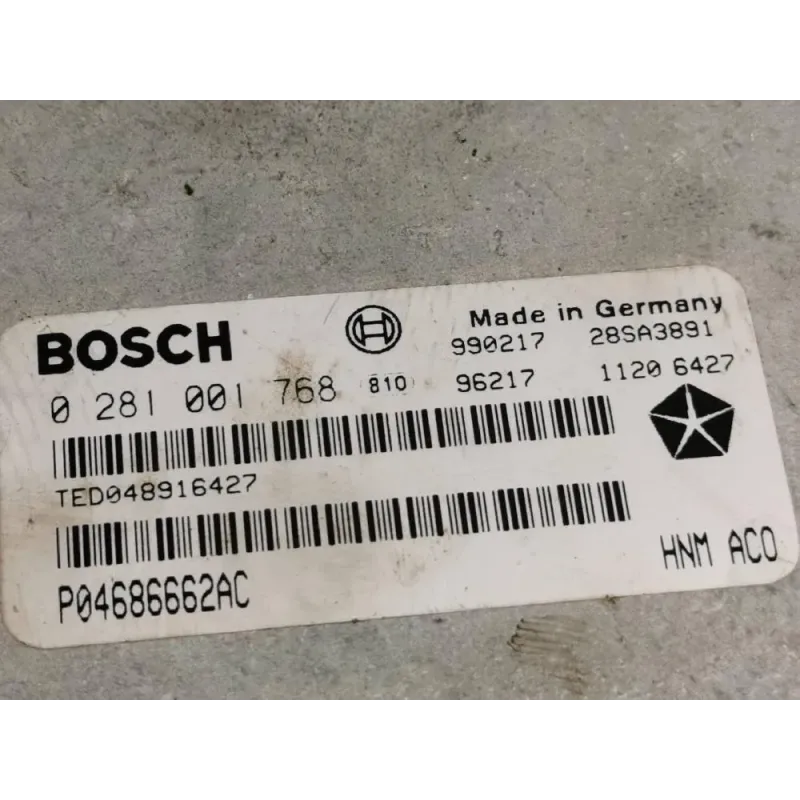 BOSCH
Made in Germany
990217 28SA3891
0 281 001 768 810 96217 1120 6427
TED048916427
P04686662AC
HNM ACO